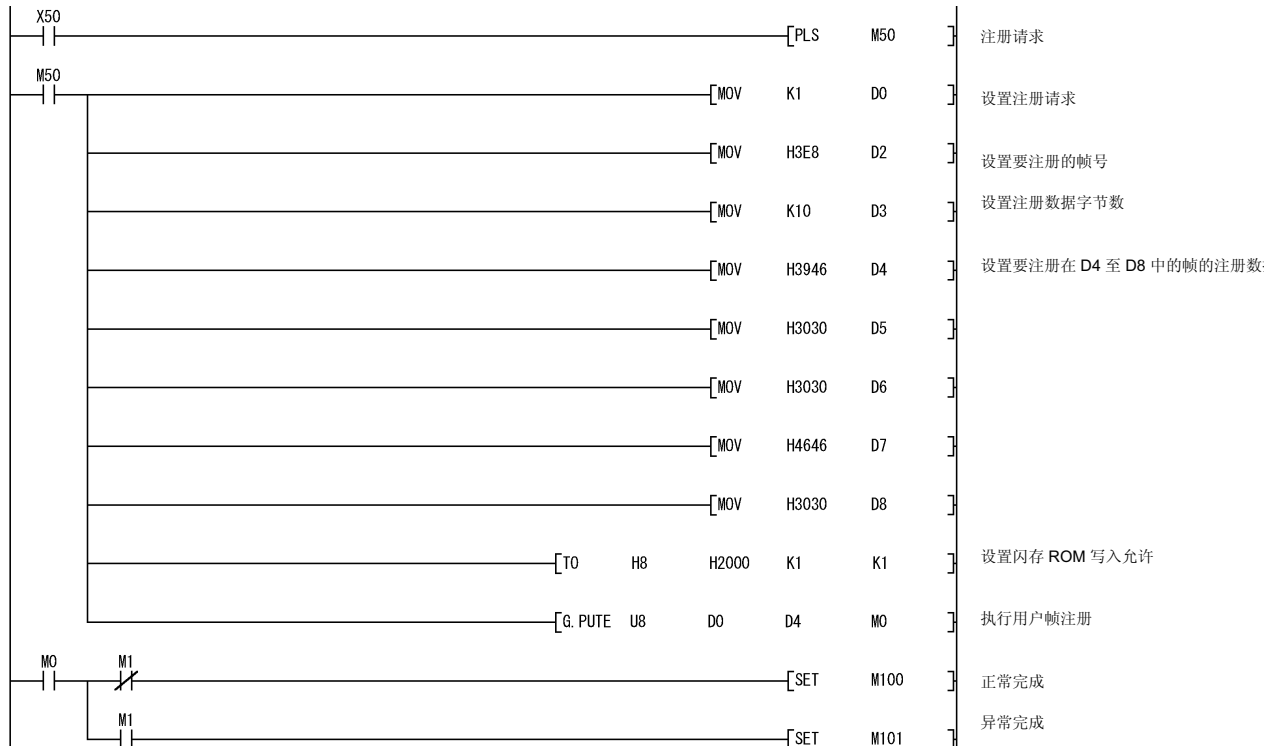 X50
[PLS M50 ] 注册请求
M50
[MOV K1 D0 ] 设置注册请求
[MOV H3E8 D2 ] 设置要注册的帧号
[MOV K10 D3 ] 设置注册数据字节数
[MOV H3946 D4 ] 设置要注册在 D4 至 D8 中的帧的注册数
[MOV H3030 D5 ]
[MOV H3030 D6 ]
[MOV H4646 D7 ]
[MOV H3030 D8 ]
[TO H8 H2000 K1 K1 ] 设置闪存 ROM 写入允许
[G.PUTE U8 D0 D4 M0 ] 执行用户帧注册
M0 M1
[SET M100 ] 正常完成
M1
[SET M101 ] 异常完成